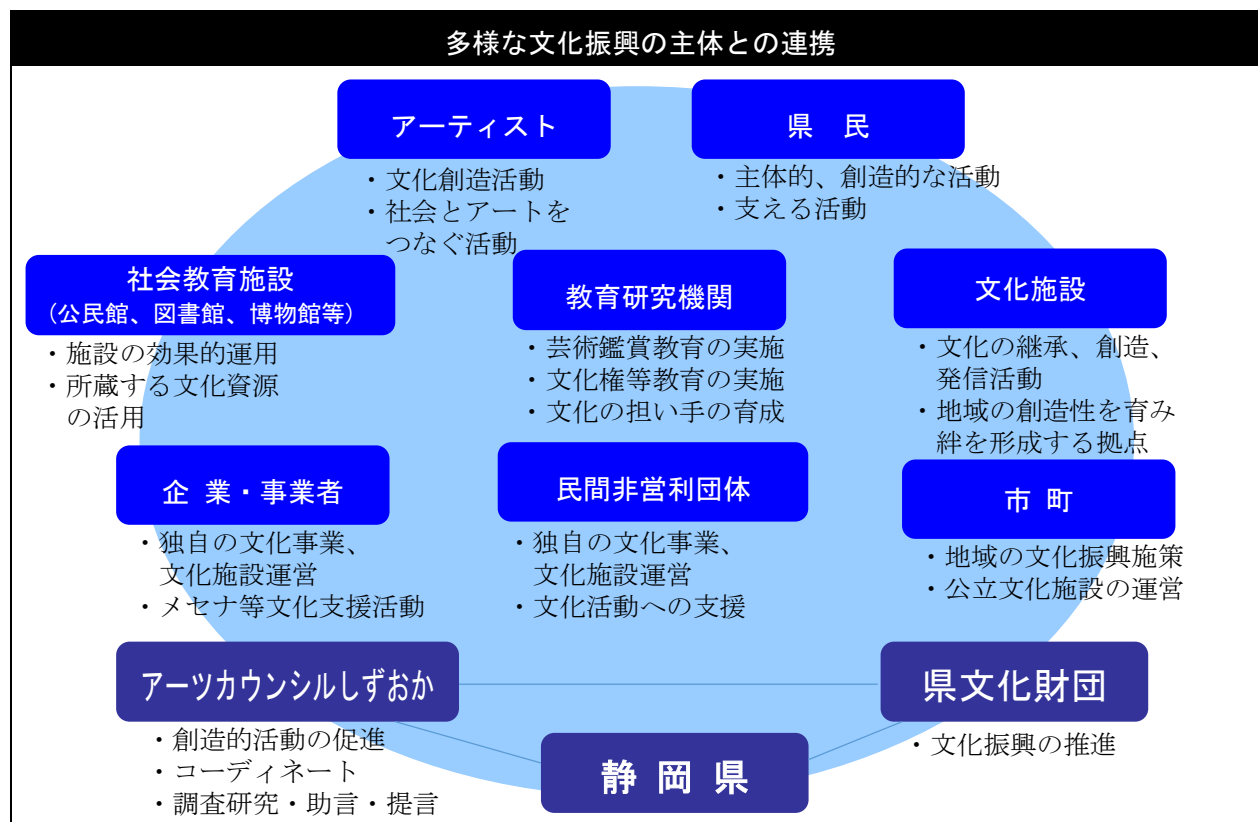 多様な文化振興の主体との連携
アーティスト
・文化創造活動
・社会とアートを
つなぐ活動
県 民
・主体的、創造的な活動
・支える活動
社会教育施設
(公民館、図書館、博物館等)
・施設の効果的運用
・所蔵する文化資源
の活用
教育研究機関
・芸術鑑賞教育の実施
・文化権等教育の実施
・文化の担い手の育成
文化施設
・文化の継承、創造、
発信活動
・地域の創造性を育み
絆を形成する拠点
企 業・事業者
・独自の文化事業、
文化施設運営
・メセナ等文化支援活動
民間非営利団体
・独自の文化事業、
文化施設運営
・文化活動への支援
市 町
・地域の文化振興施策
・公立文化施設の運営
アーツカウンシルしずおか
・創造的活動の促進
・コーディネート
・調査研究・助言・提言
静 岡 県
県文化財団
・文化振興の推進